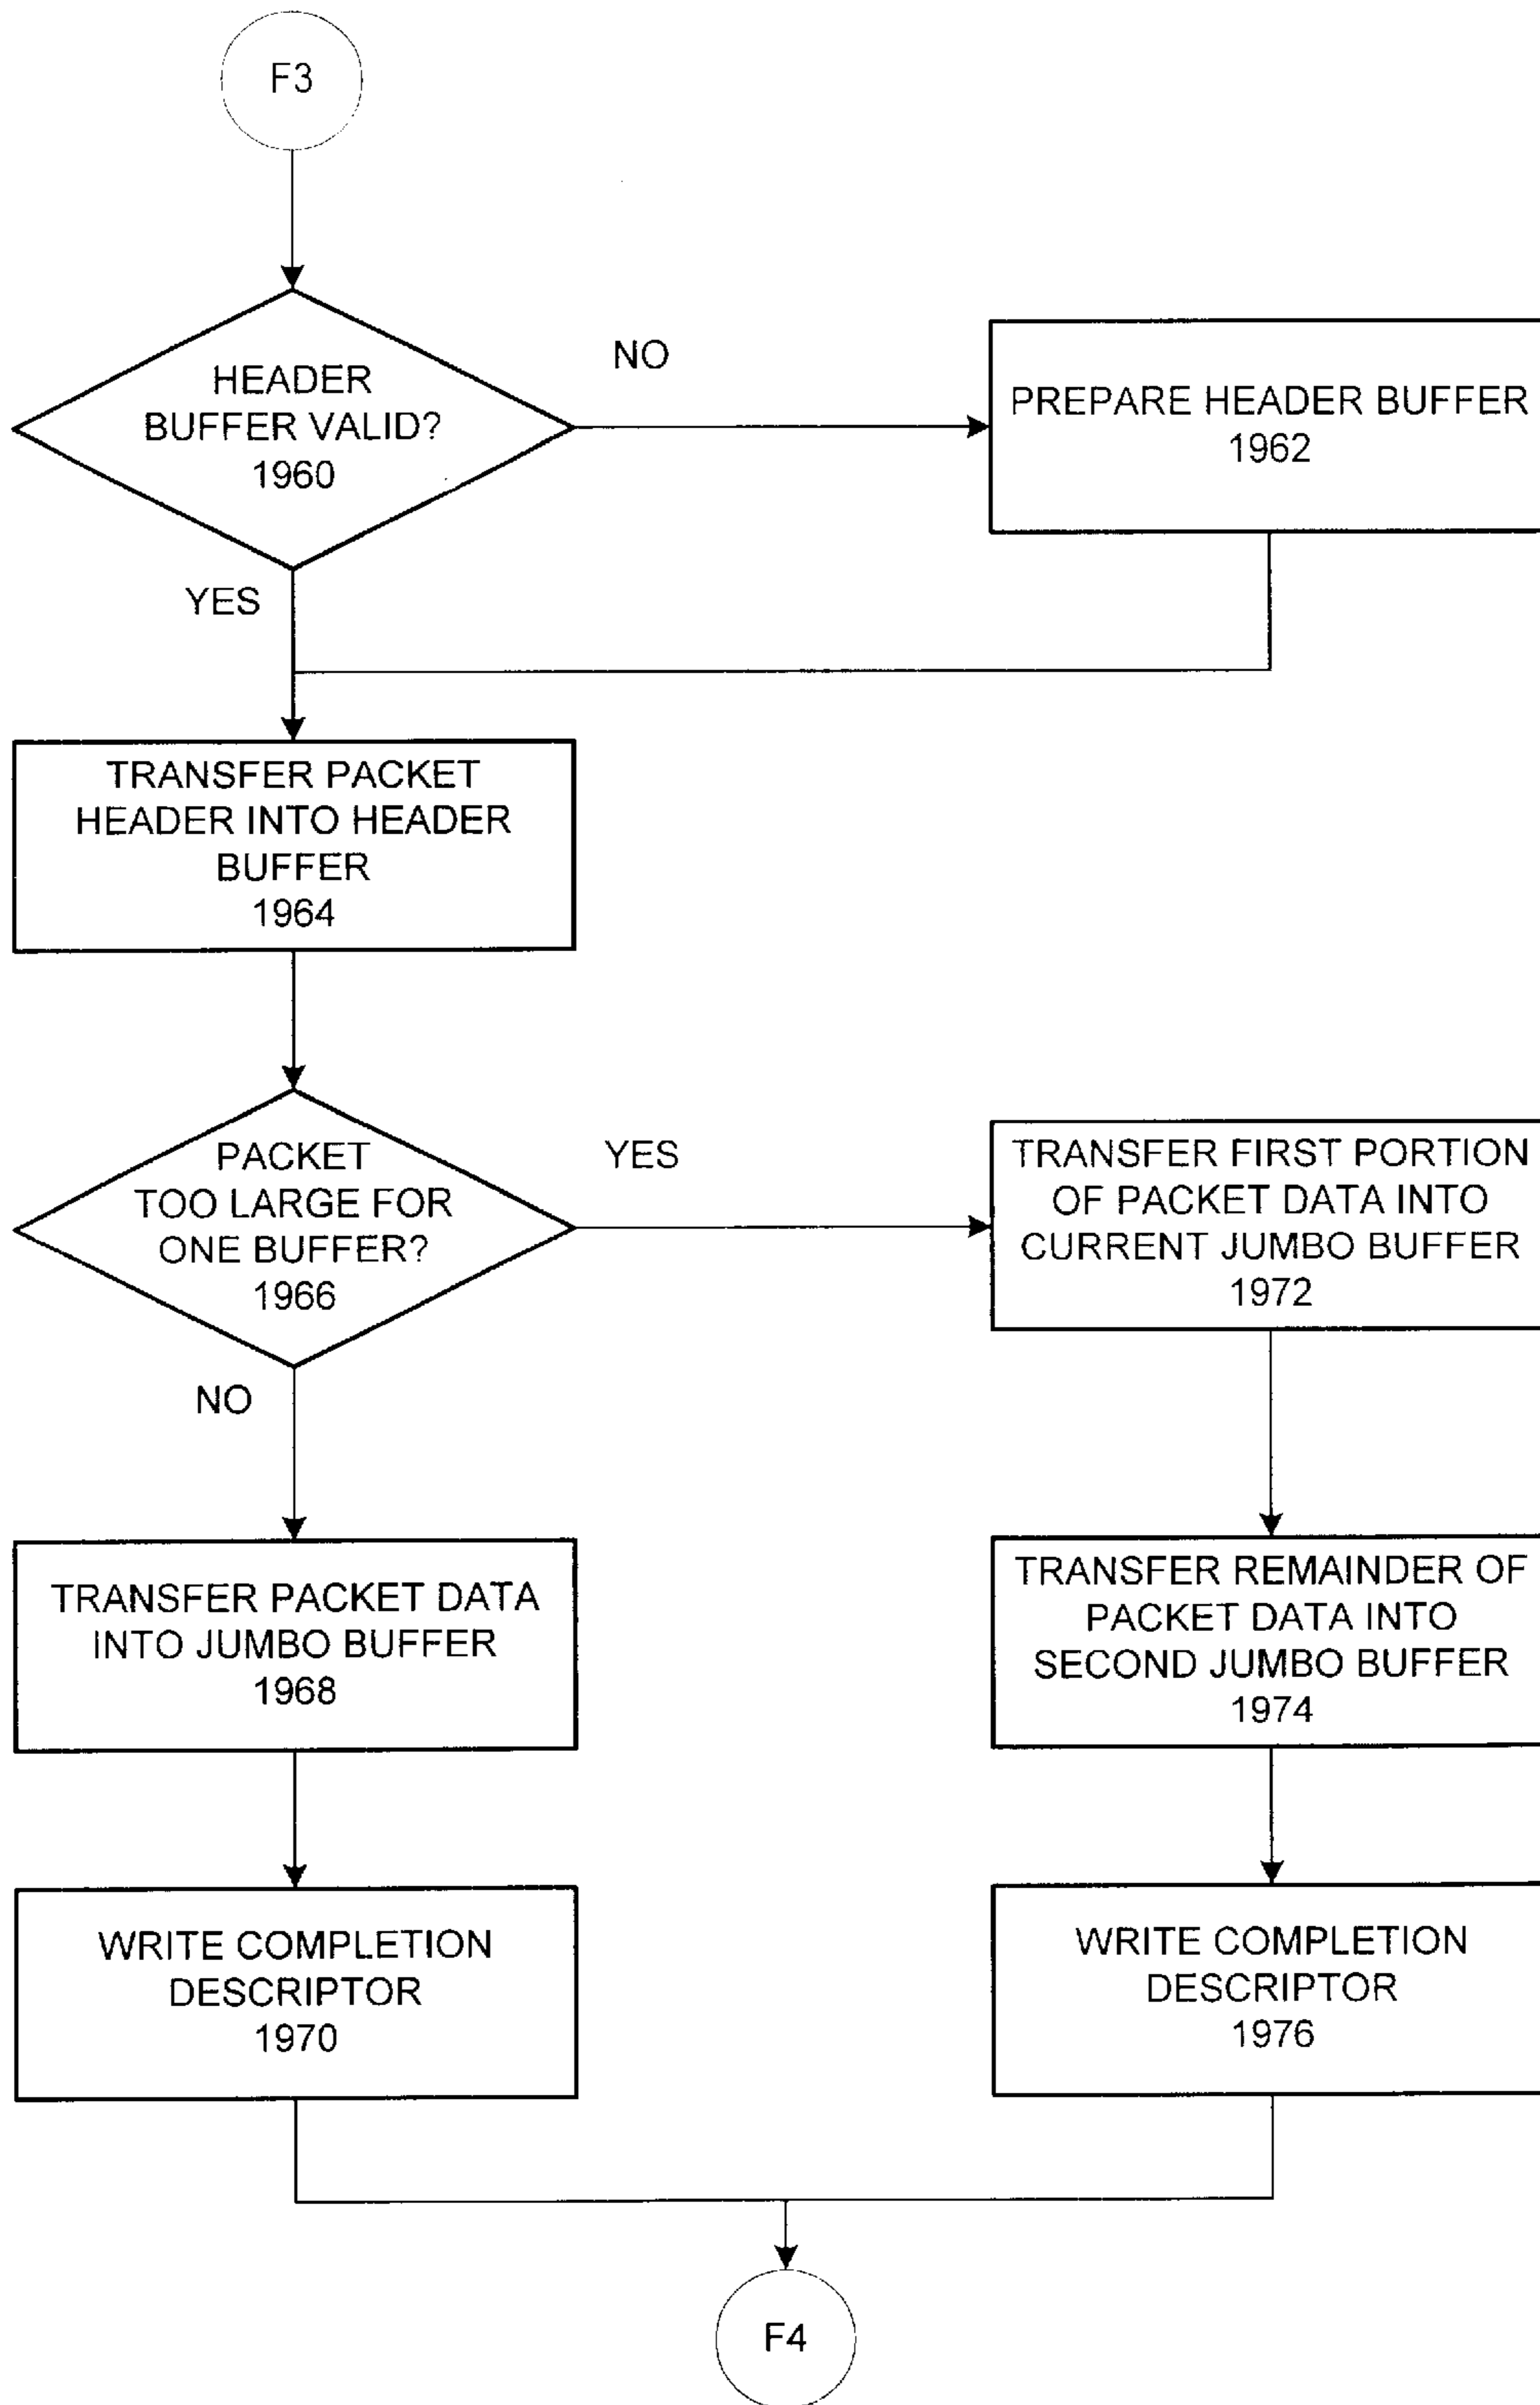 F3
HEADER
BUFFER VALID?
1960
NO
PREPARE HEADER BUFFER
1962
YES
TRANSFER PACKET
HEADER INTO HEADER
BUFFER
1964
PACKET
TOO LARGE FOR
ONE BUFFER?
1966
YES
TRANSFER FIRST PORTION
OF PACKET DATA INTO
CURRENT JUMBO BUFFER
1972
NO
TRANSFER PACKET DATA
INTO JUMBO BUFFER
1968
TRANSFER REMAINDER OF
PACKET DATA INTO
SECOND JUMBO BUFFER
1974
WRITE COMPLETION
DESCRIPTOR
1970
WRITE COMPLETION
DESCRIPTOR
1976
F4